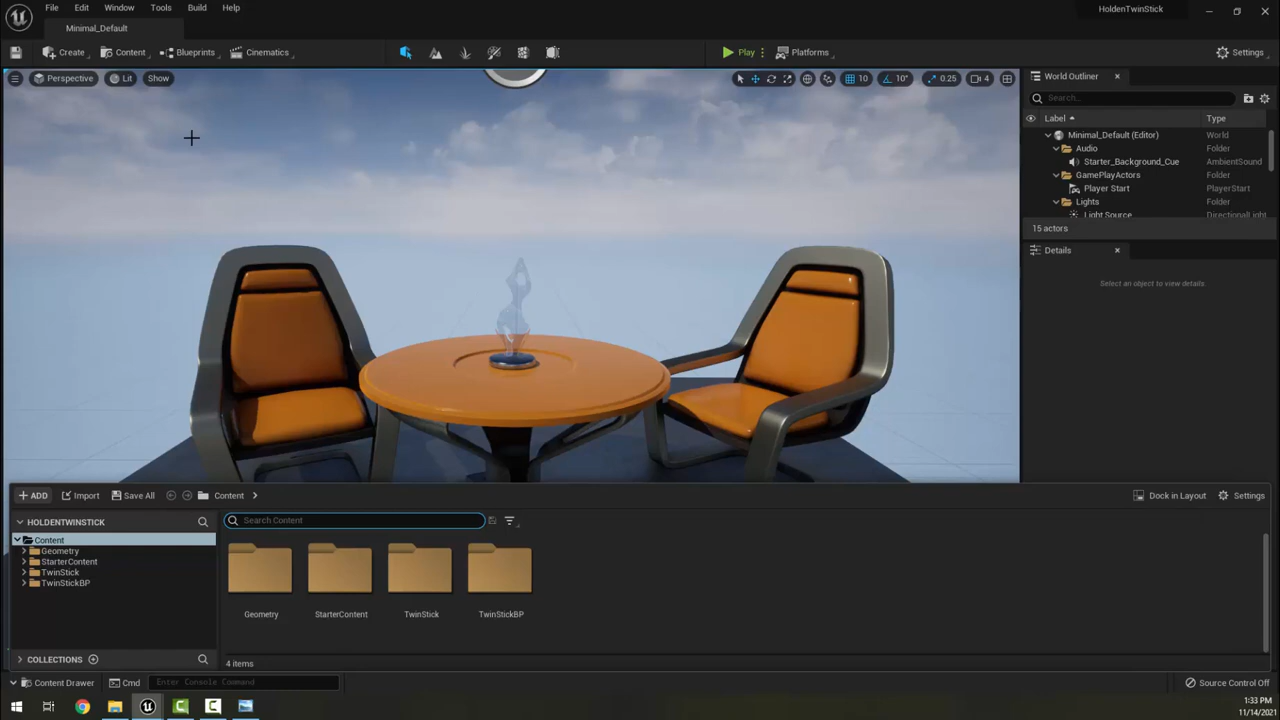 File Edit Window Tools Build Help
HoldenTwinStick
Minimal_Default
Create Content Blueprints Cinematics Play Platforms Settings
Perspective Lit Show 10 10° 0.25 4
World Outliner
Search...
Label Type
Minimal_Default (Editor) World
Audio Folder
Starter_Background_Cue AmbientSound
GamePlayActors Folder
Player Start PlayerStart
Lights Folder
Light Source DirectionalLight
15 actors
Details
Select an object to view details.
ADD Import Save All Content Dock in Layout Settings
HOLDENTWINSTICK
Search Content
Content
Geometry
StarterContent
TwinStick
TwinStickBP
Geometry StarterContent TwinStick TwinStickBP
COLLECTIONS
4 items
Content Drawer Cmd Enter Console Command Source Control Off
1:33 PM
11/14/2021